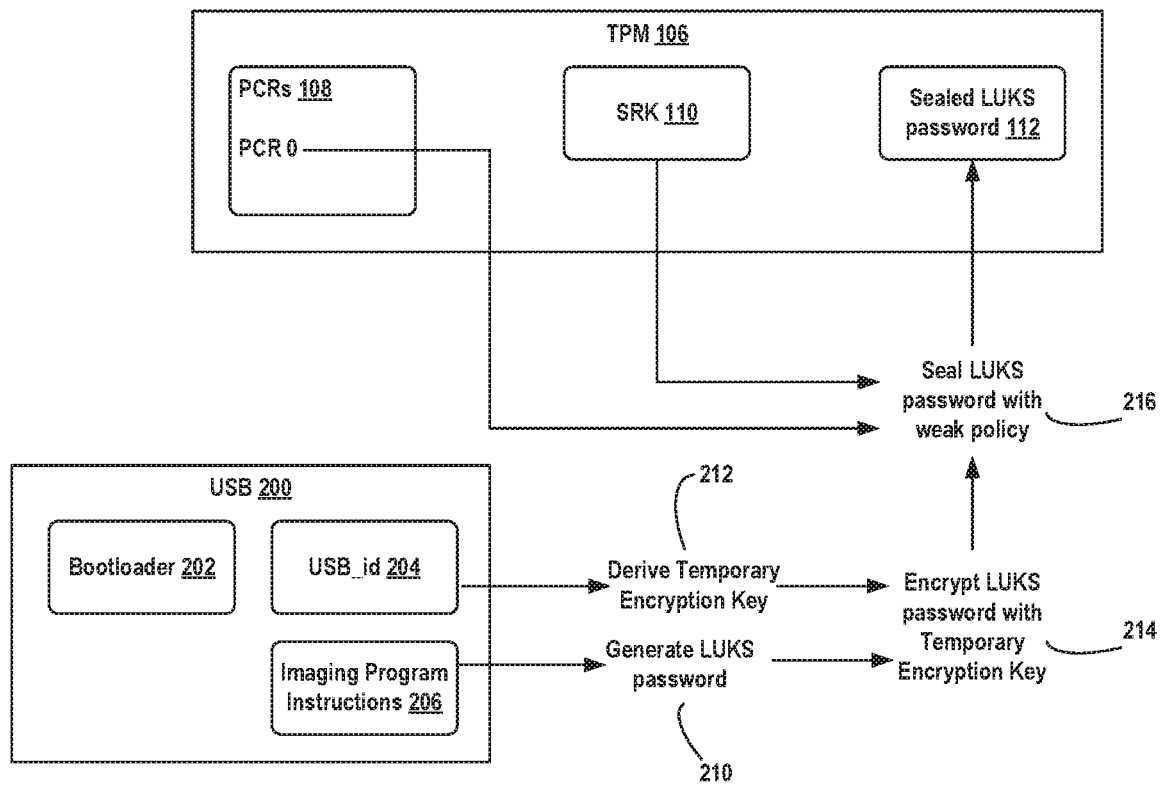 TPM 106
PCRs 108
PCR 0
SRK 110
Sealed LUKS
password 112
Seal LUKS
password with
weak policy
216
USB 200
Bootloader 202
USB_id 204
Imaging Program
Instructions 206
212
Derive Temporary
Encryption Key
Generate LUKS
password
210
Encrypt LUKS
password with
Temporary
Encryption Key
214